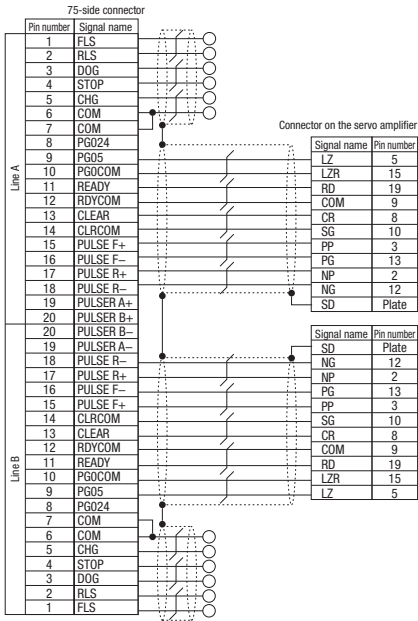 75-side connector
Pin number Signal name
Line A
1 FLS
2 RLS
3 DOG
4 STOP
5 CHG
6 COM
7 COM
8 PG024
9 PG05
10 PG0COM
11 READY
12 RDYCOM
13 CLEAR
14 CLRCOM
15 PULSE F+
16 PULSE F−
17 PULSE R+
18 PULSE R−
19 PULSER A+
20 PULSER B+
Line B
20 PULSER B−
19 PULSER A−
18 PULSE R−
17 PULSE R+
16 PULSE F−
15 PULSE F+
14 CLRCOM
13 CLEAR
12 RDYCOM
11 READY
10 PG0COM
9 PG05
8 PG024
7 COM
6 COM
5 CHG
4 STOP
3 DOG
2 RLS
1 FLS
Connector on the servo amplifier
Signal name Pin number
LZ 5
LZR 15
RD 19
COM 9
CR 8
SG 10
PP 3
PG 13
NP 2
NG 12
SD Plate
Signal name Pin number
SD Plate
NG 12
NP 2
PG 13
PP 3
SG 10
CR 8
COM 9
RD 19
LZR 15
LZ 5